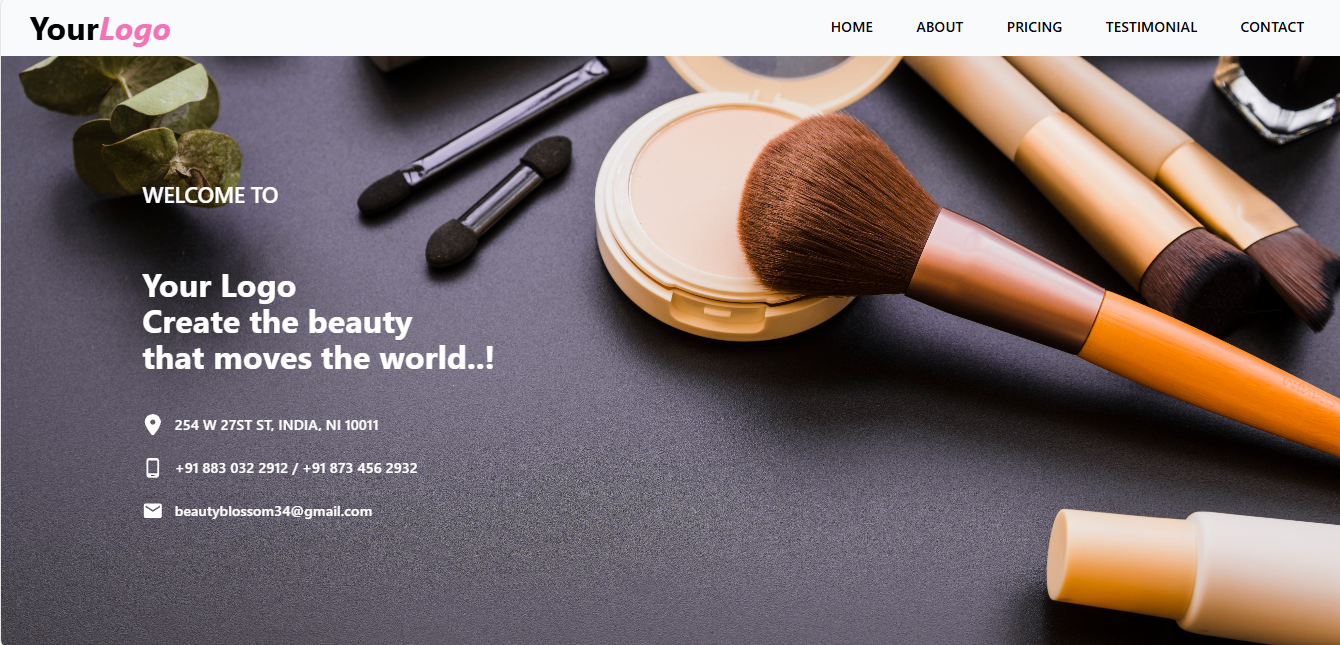 YourLogo
HOME ABOUT PRICING TESTIMONIAL CONTACT
WELCOME TO
Your Logo
Create the beauty
that moves the world..!
254 W 27ST ST, INDIA, NI 10011
+91 883 032 2912 / +91 873 456 2932
beautyblossom34@gmail.com